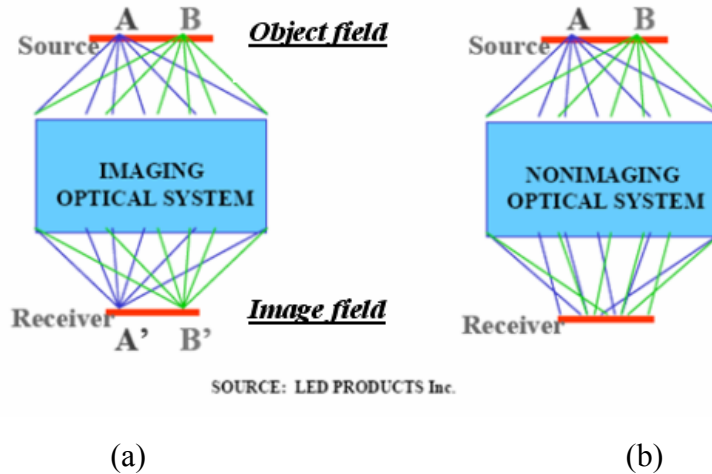 A B
Source
Object field
IMAGING
OPTICAL SYSTEM
Receiver
A’ B’
Image field
A B
Source
NONIMAGING
OPTICAL SYSTEM
Receiver
SOURCE: LED PRODUCTS Inc.
(a)
(b)